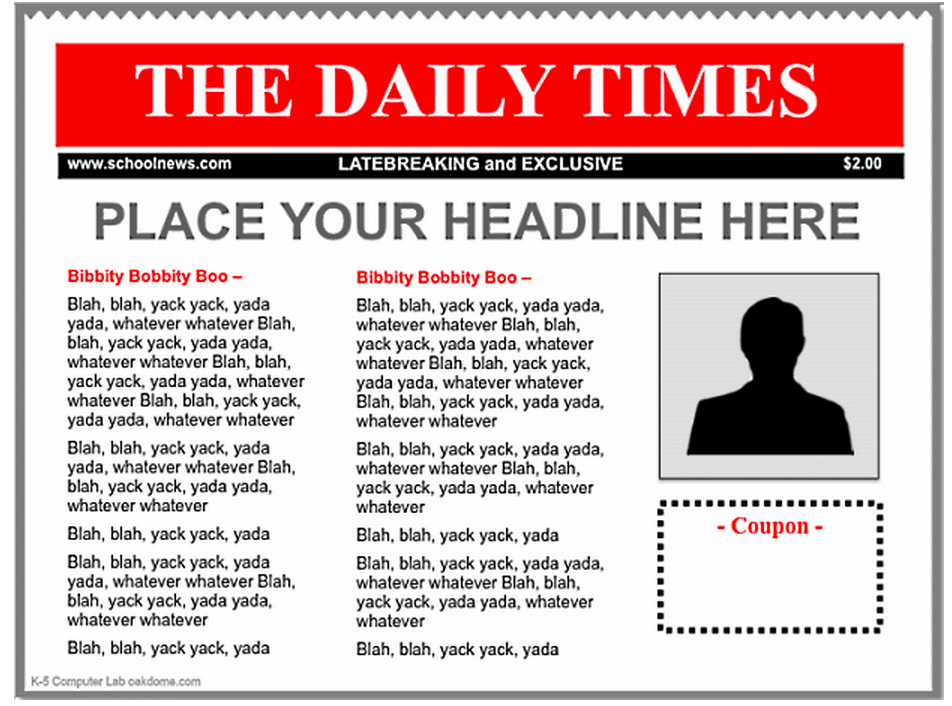 THE DAILY TIMES
www.schoolnews.com LATEBREAKING and EXCLUSIVE $2.00
PLACE YOUR HEADLINE HERE
Bibbity Bobbity Boo –
Blah, blah, yack yack, yada
yada, whatever whatever Blah,
blah, yack yack, yada yada,
whatever whatever Blah, blah,
yack yack, yada yada, whatever
whatever Blah, blah, yack yack,
yada yada, whatever whatever
Blah, blah, yack yack, yada
yada, whatever whatever Blah,
blah, yack yack, yada yada,
whatever whatever
Blah, blah, yack yack, yada
Blah, blah, yack yack, yada
yada, whatever whatever Blah,
blah, yack yack, yada yada,
whatever whatever
Blah, blah, yack yack, yada
Bibbity Bobbity Boo –
Blah, blah, yack yack, yada yada,
whatever whatever Blah, blah,
yack yack, yada yada, whatever
whatever Blah, blah, yack yack,
yada yada, whatever whatever
Blah, blah, yack yack, yada yada,
whatever whatever
Blah, blah, yack yack, yada yada,
whatever whatever Blah, blah,
yack yack, yada yada, whatever
whatever
Blah, blah, yack yack, yada
Blah, blah, yack yack, yada yada,
whatever whatever Blah, blah,
yack yack, yada yada, whatever
whatever
Blah, blah, yack yack, yada
- Coupon -
K-5 Computer Lab oakdome.com